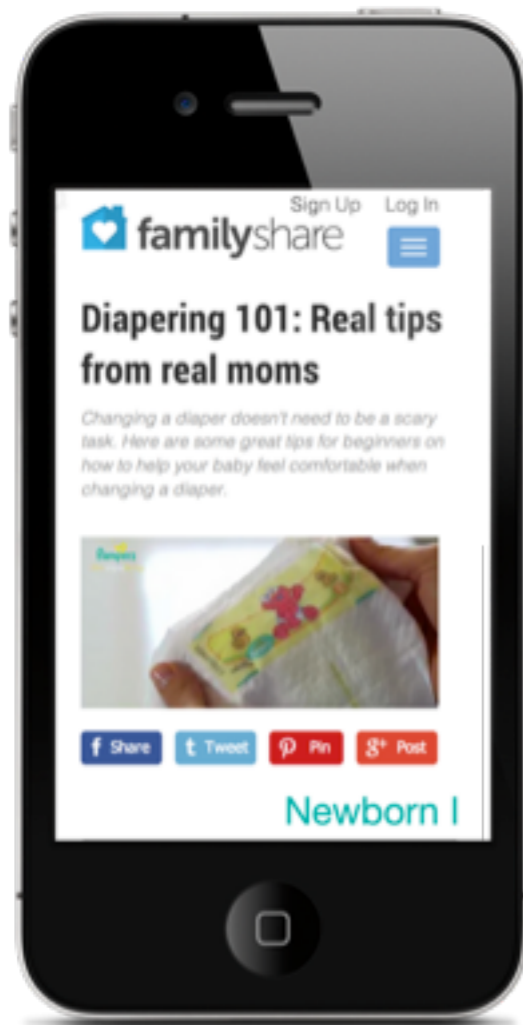 Sign Up Log In
familyshare
Diapering 101: Real tips
from real moms
Changing a diaper doesn't need to be a scary
task. Here are some great tips for beginners on
how to help your baby feel comfortable when
changing a diaper.
Pampers
f Share t Tweet Pin g+ Post
Newborn I